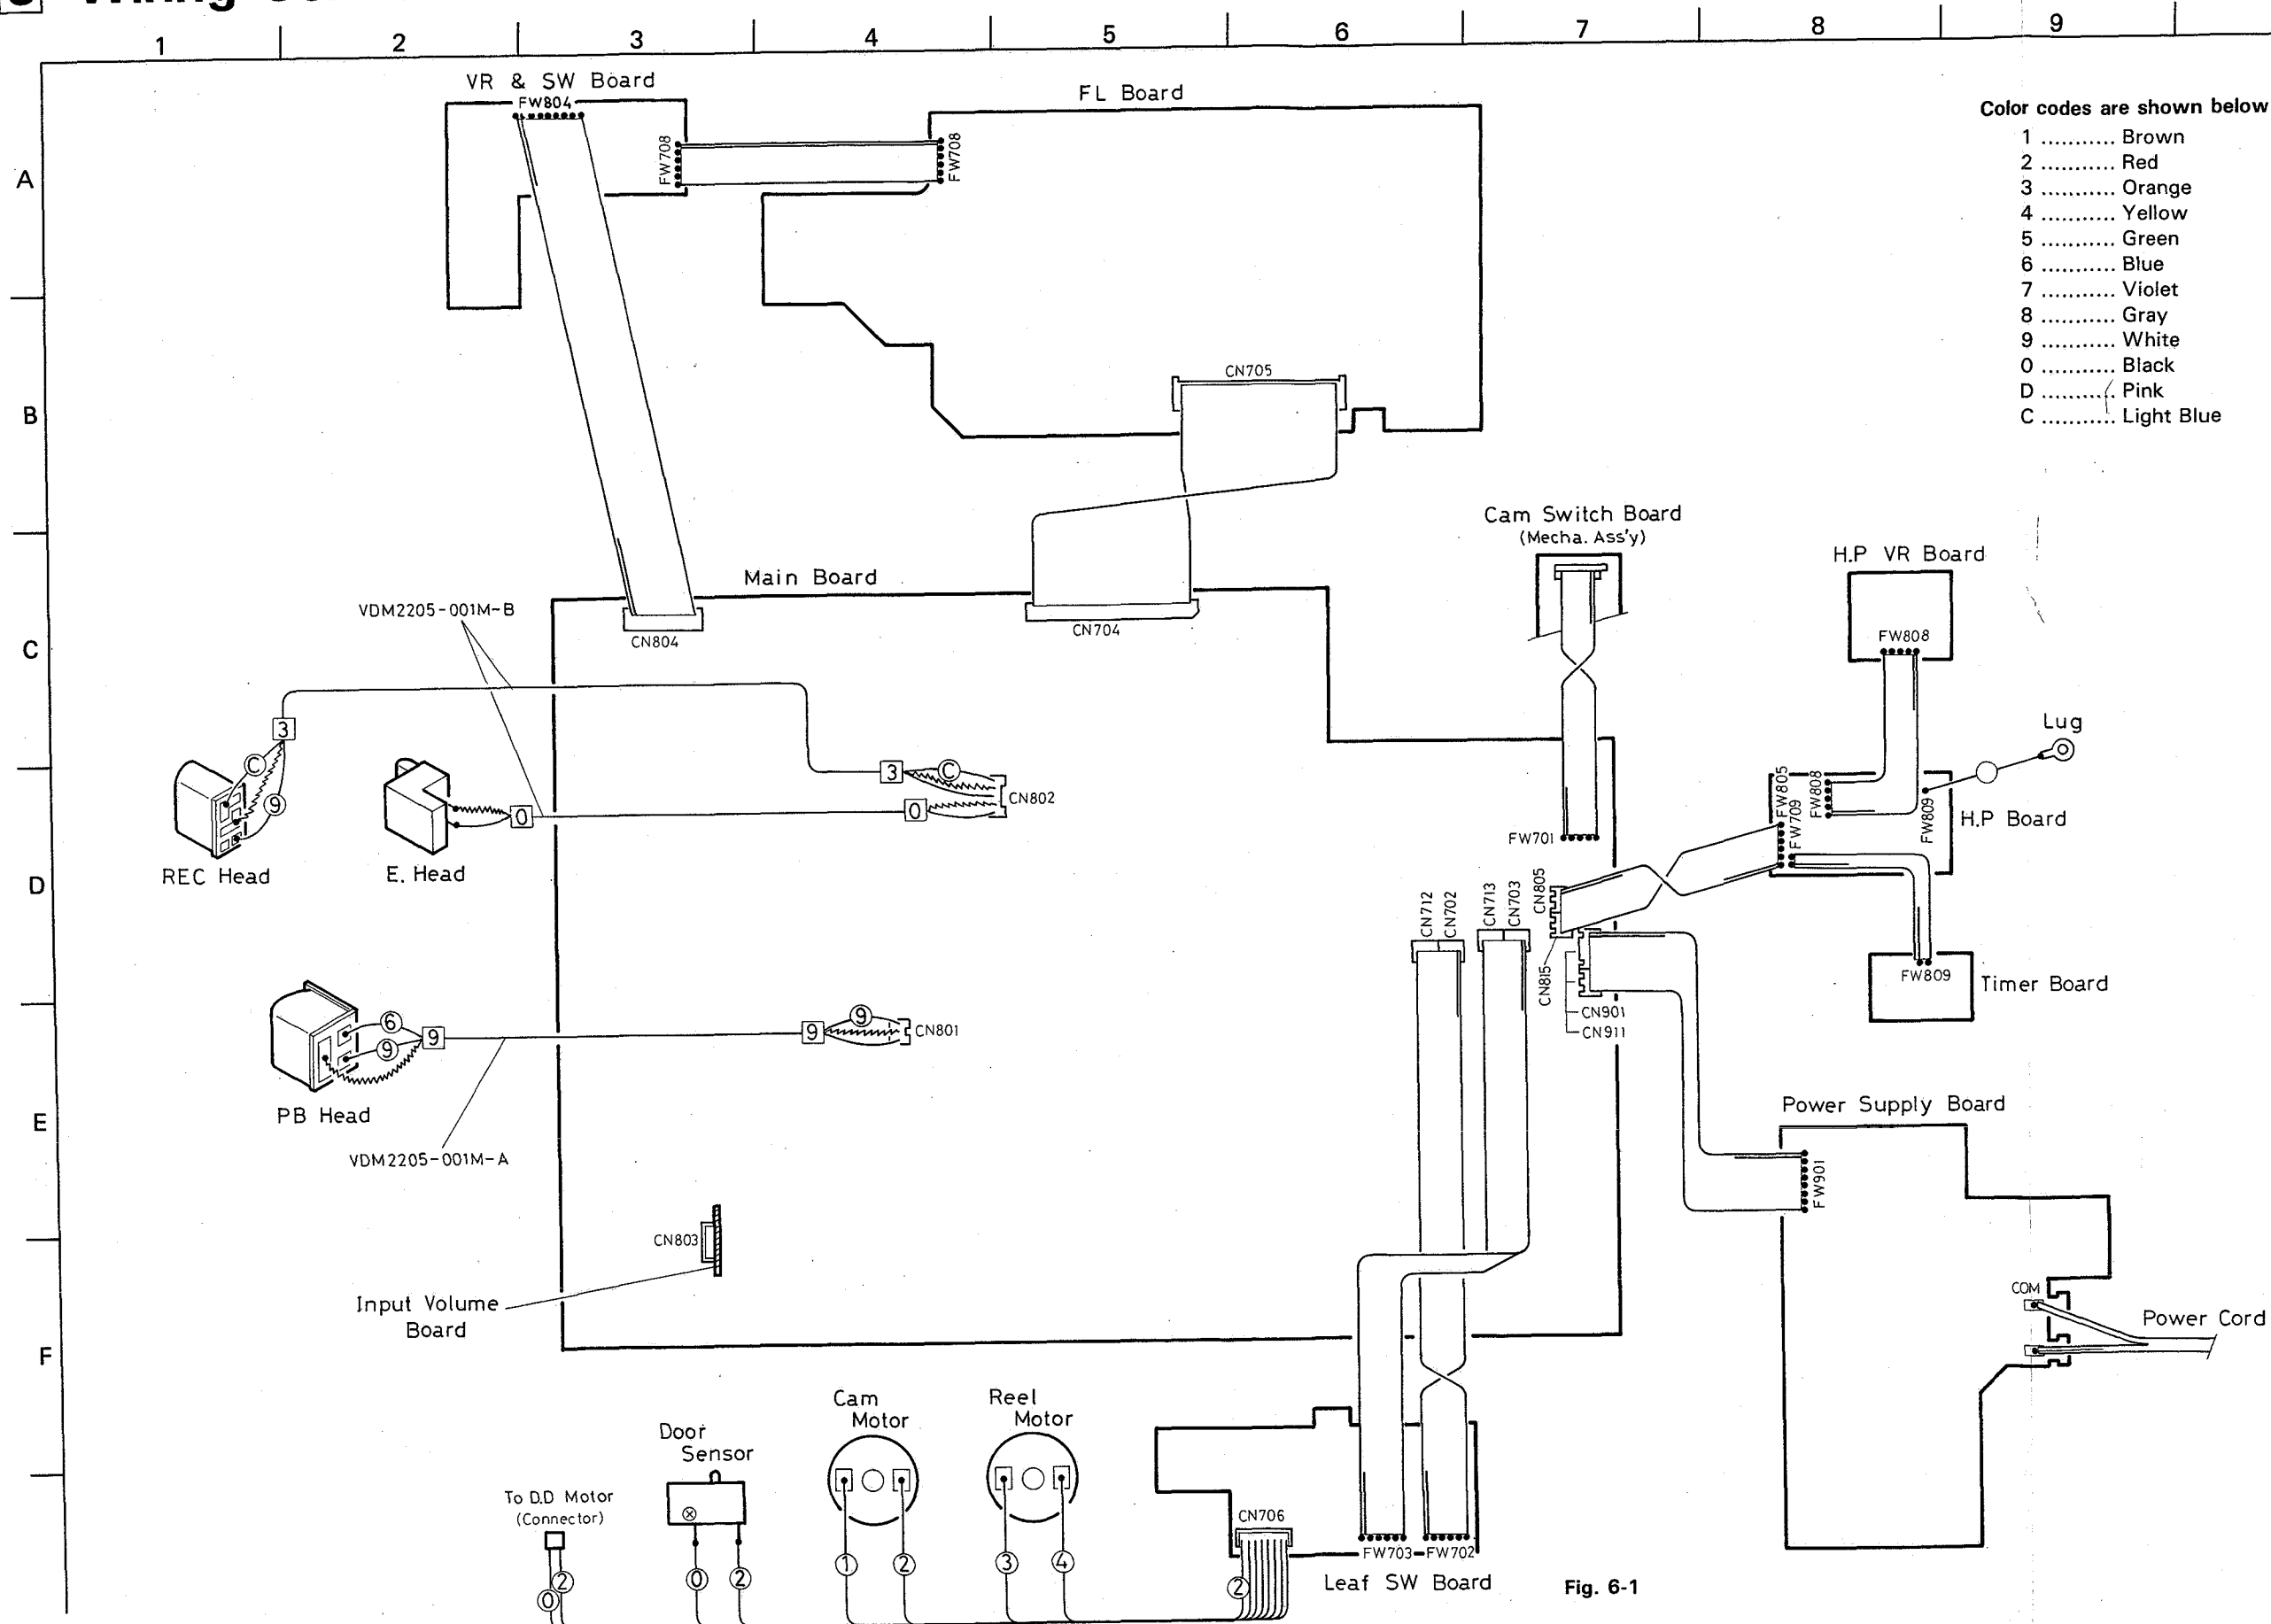 1 2 3 4 5 6 7 8 9
VR & SW Board
FW804
FL Board
Color codes are shown below
1 ........... Brown
2 ........... Red
3 ........... Orange
4 ........... Yellow
5 ........... Green
6 ........... Blue
7 ........... Violet
8 ........... Gray
9 ........... White
0 ........... Black
D ........... Pink
C ........... Light Blue
A
FW708
FW708
B
CN705
Cam Switch Board
(Mecha. Ass'y)
H.P VR Board
Main Board
VDM2205-001M-B
CN804
CN704
FW808
C
3
Lug
C
9
3
C
CN802
0
0
REC Head
E. Head
FW701
FW805
FW709
FW808
FW809
H.P Board
D
CN712
CN702
CN713
CN703
CN805
CN815
CN901
CN911
FW809
Timer Board
6
9
9
9
9
CN801
PB Head
E
VDM2205-001M-A
Power Supply Board
FW901
CN803
Input Volume
Board
COM
Power Cord
F
Cam
Motor
Reel
Motor
Door
Sensor
To D.D Motor
(Connector)
CN706
FW703
FW702
Leaf SW Board
0
2
0
2
1
2
3
4
2
Fig. 6-1